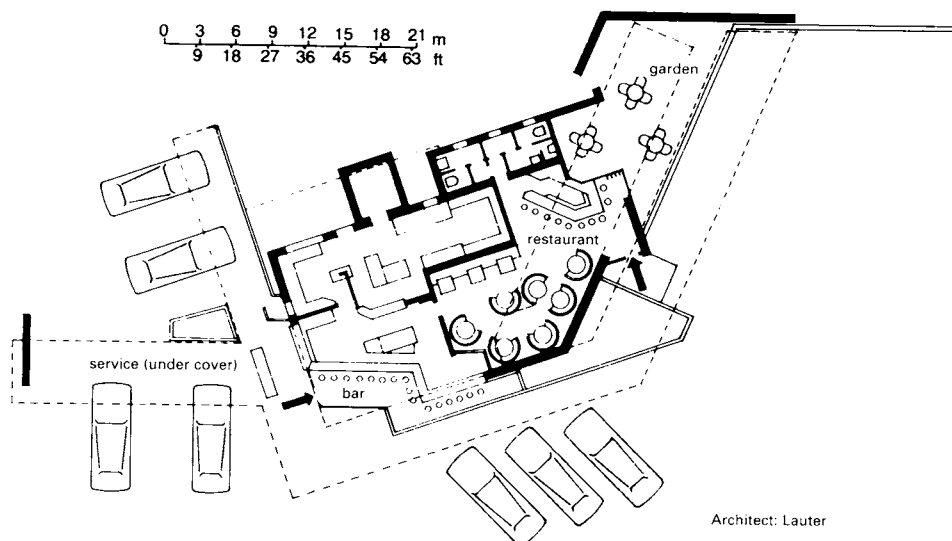 0 3 6 9 12 15 18 21 m
9 18 27 36 45 54 63 ft
garden
restaurant
service (under cover)
bar
Architect: Lauter